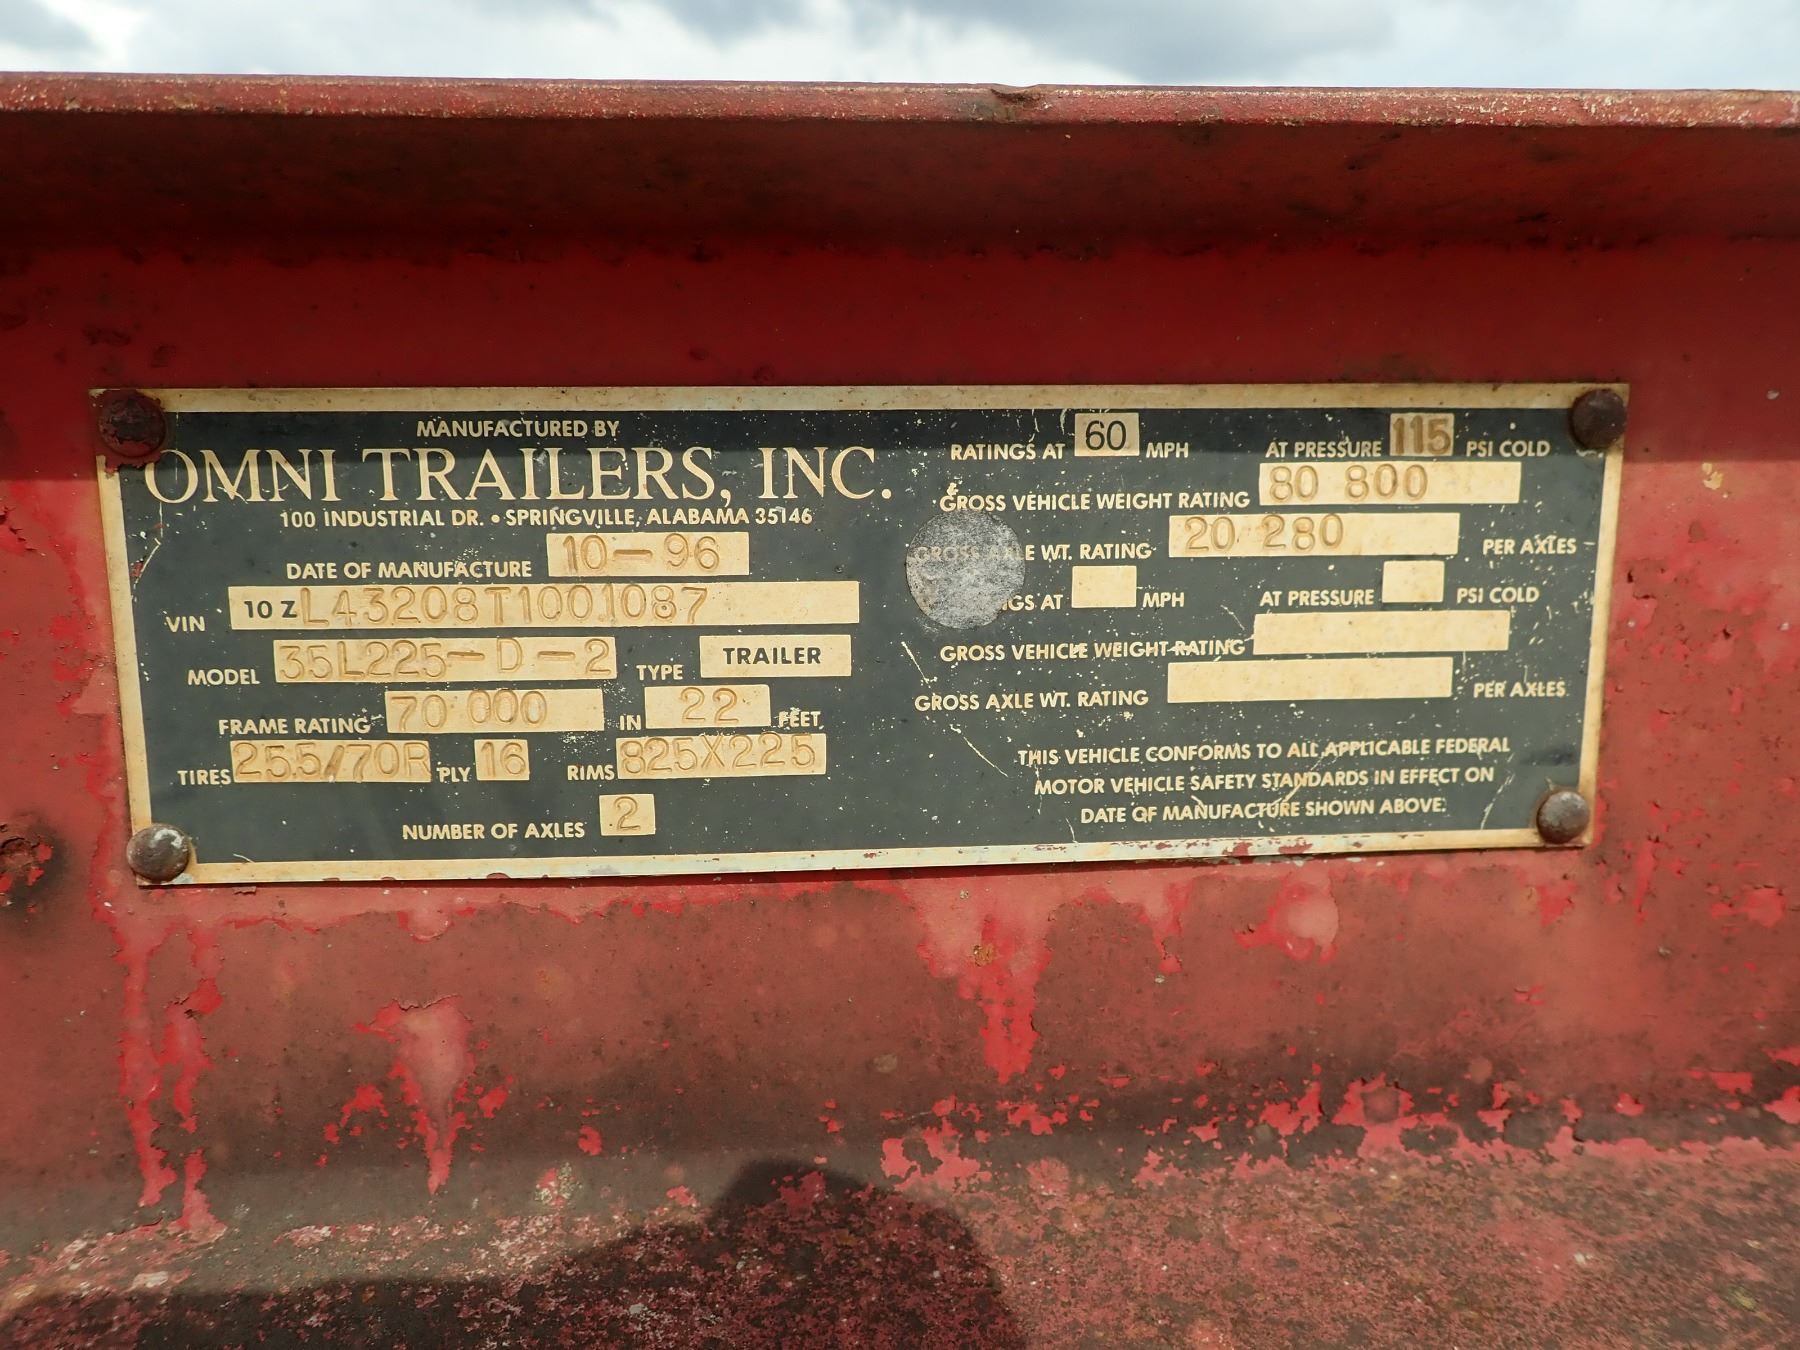 MANUFACTURED BY
OMNI TRAILERS, INC.
100 INDUSTRIAL DR. • SPRINGVILLE, ALABAMA 35146
DATE OF MANUFACTURE 10-96
VIN 10 Z L43208T1001087
MODEL 35L225-D-2 TYPE TRAILER
FRAME RATING 70 000 IN 22 FEET
TIRES 255/70R PLY 16 RIMS 825X225
NUMBER OF AXLES 2
RATINGS AT 60 MPH AT PRESSURE 115 PSI COLD
GROSS VEHICLE WEIGHT RATING 80 800
GROSS AXLE WT. RATING 20 280 PER AXLES
AT MPH AT PRESSURE PSI COLD
GROSS VEHICLE WEIGHT RATING
GROSS AXLE WT. RATING PER AXLES
THIS VEHICLE CONFORMS TO ALL APPLICABLE FEDERAL
MOTOR VEHICLE SAFETY STANDARDS IN EFFECT ON
DATE OF MANUFACTURE SHOWN ABOVE.